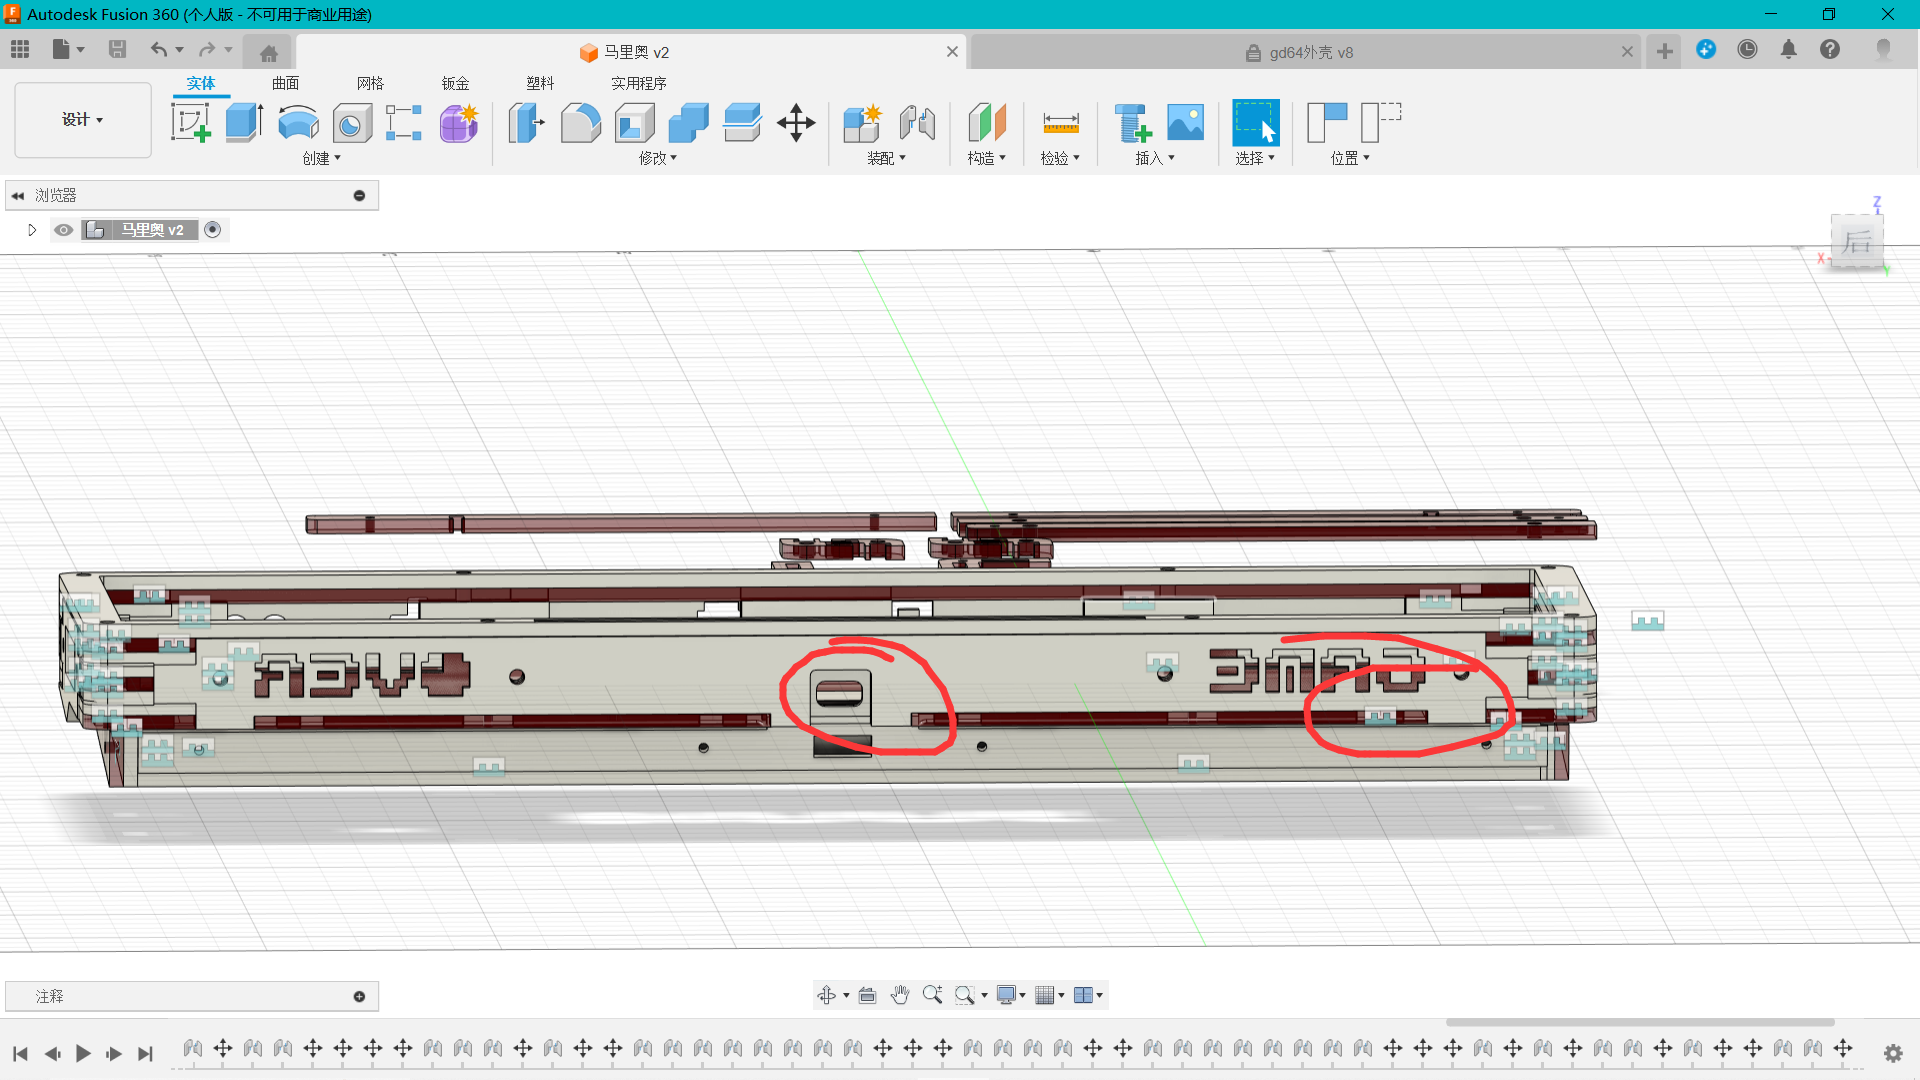 Autodesk Fusion 360 (个人版 - 不可用于商业用途)
马里奥 v2
gd64外壳 v8
实体 曲面 网格 钣金 塑料 实用程序
设计
创建 修改 装配 构造 检验 插入 选择 位置
浏览器
马里奥 v2
Z
后
X
Y
GAME
OVER
注释